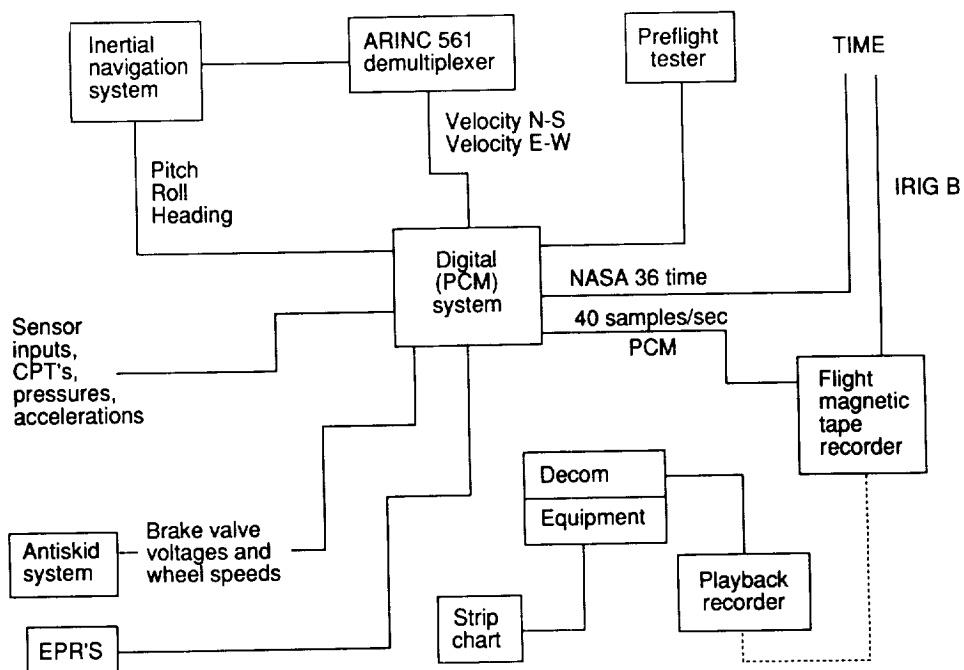 Inertial
navigation
system
ARINC 561
demultiplexer
Preflight
tester
TIME
Velocity N-S
Velocity E-W
Pitch
Roll
Heading
IRIG B
Digital
(PCM)
system
NASA 36 time
40 samples/sec
PCM
Sensor
inputs,
CPT's,
pressures,
accelerations
Flight
magnetic
tape
recorder
Decom
Equipment
Antiskid
system
Brake valve
voltages and
wheel speeds
Playback
recorder
Strip
chart
EPR'S